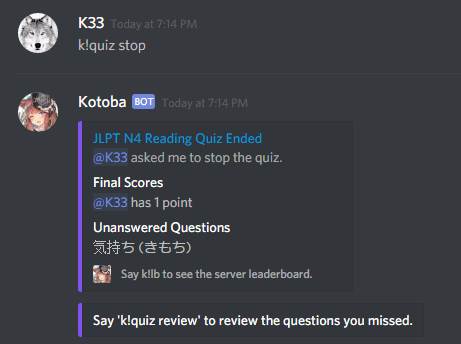 K33 Today at 7:14 PM
k!quiz stop
Kotoba BOT Today at 7:14 PM
JLPT N4 Reading Quiz Ended
@K33 asked me to stop the quiz.
Final Scores
@K33 has 1 point
Unanswered Questions
気持ち (きもち)
Say k!lb to see the server leaderboard.
Say 'k!quiz review' to review the questions you missed.